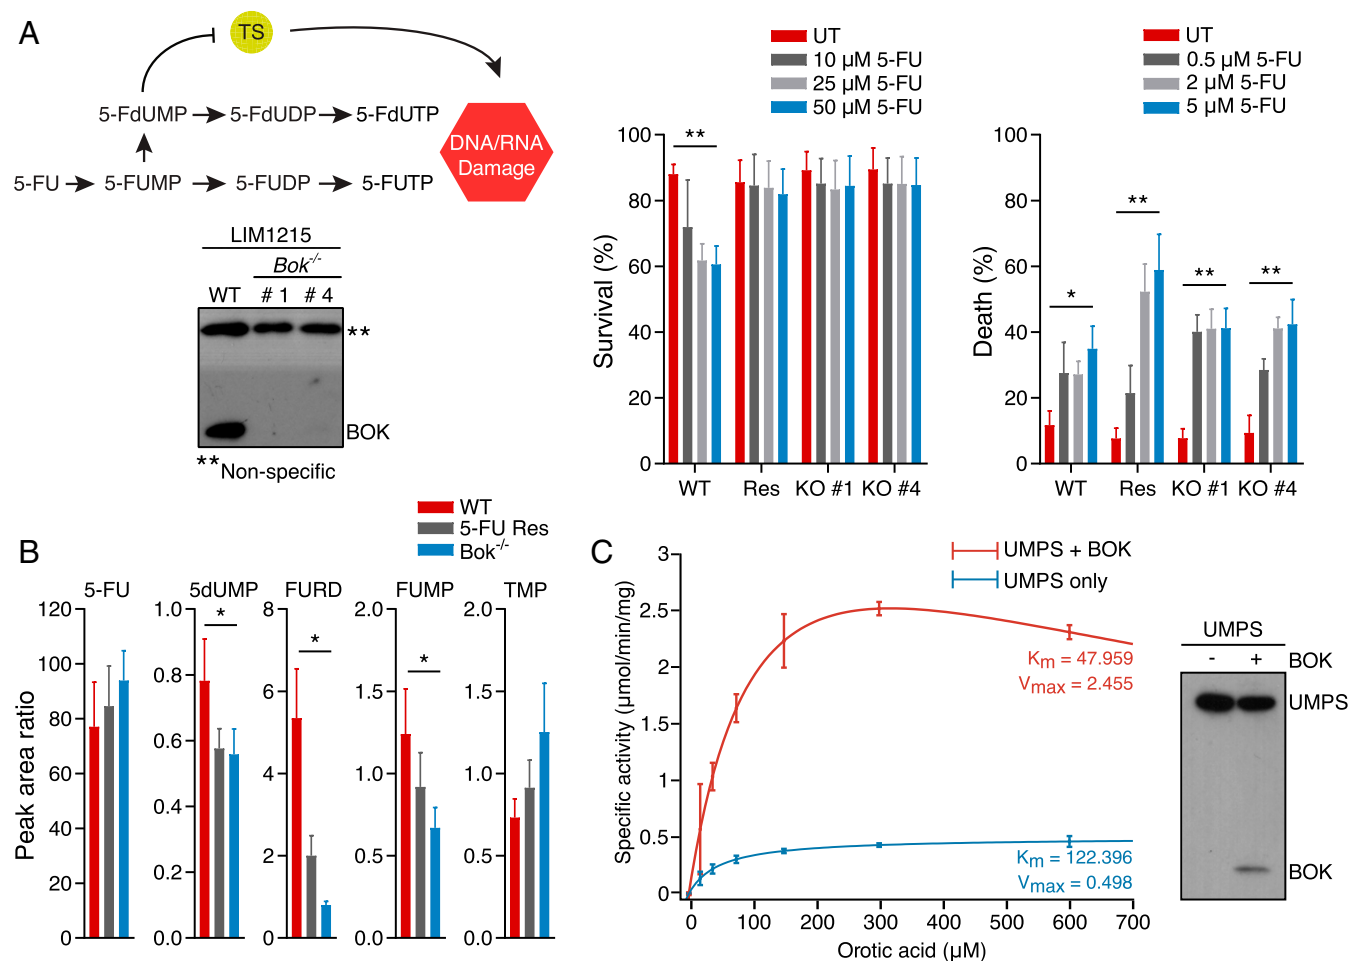 A
TS
5-FdUMP 5-FdUDP 5-FdUTP
DNA/RNA
Damage
5-FU 5-FUMP 5-FUDP 5-FUTP
LIM1215
Bok-/-
WT # 1 # 4
**
BOK
**Non-specific
UT
10 µM 5-FU
25 µM 5-FU
50 µM 5-FU
Survival (%)
100
80
60
40
20
0
**
WT Res KO #1 KO #4
UT
0.5 µM 5-FU
2 µM 5-FU
5 µM 5-FU
Death (%)
100
80
60
40
20
0
*
**
**
**
WT Res KO #1 KO #4
B
WT
5-FU Res
Bok-/-
Peak area ratio
5-FU
120
100
80
60
40
20
0
5dUMP
1.0
0.8
0.6
0.4
0.2
0.0
*
FURD
8
6
4
2
0
*
FUMP
2.0
1.5
1.0
0.5
0.0
*
TMP
2.0
1.5
1.0
0.5
0.0
C
UMPS + BOK
UMPS only
Specific activity (µmol/min/mg)
3
2.5
2
1.5
1
0.5
0
Km = 47.959
Vmax = 2.455
Km = 122.396
Vmax = 0.498
0 100 200 300 400 500 600 700
Orotic acid (µM)
UMPS
- + BOK
UMPS
BOK